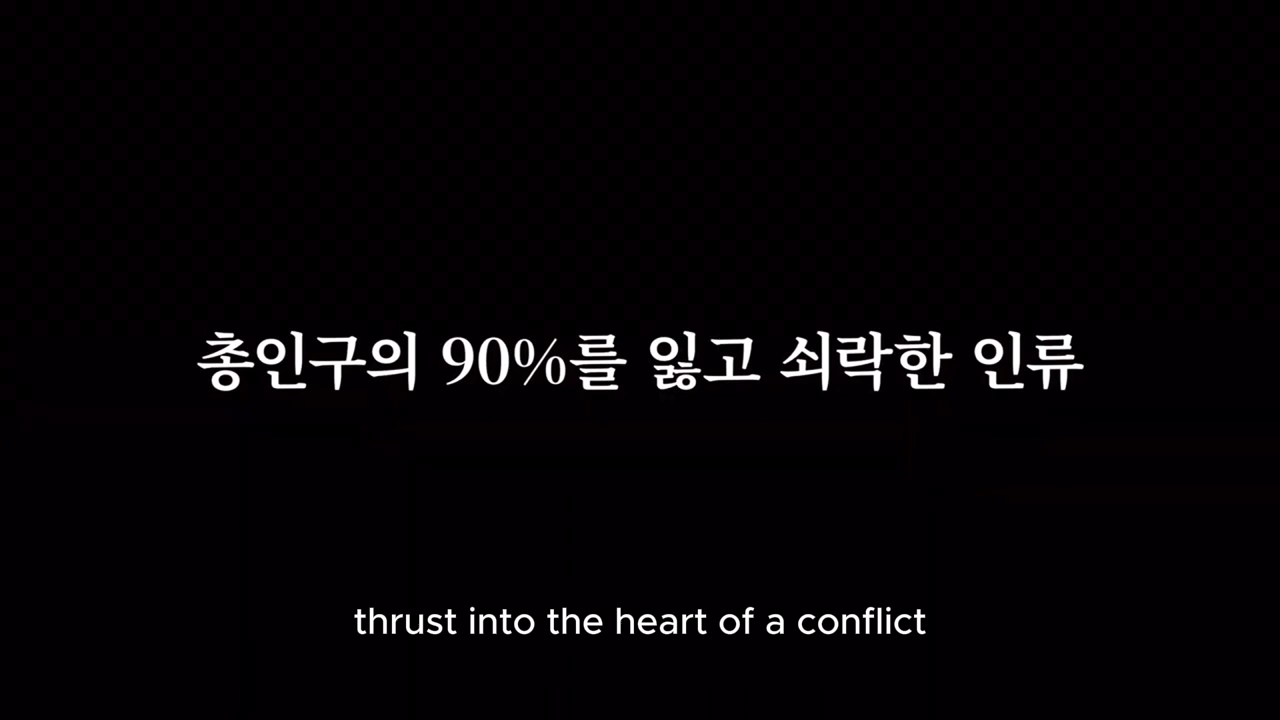 총인구의 90%를 잃고 쇠락한 인류
thrust into the heart of a conflict